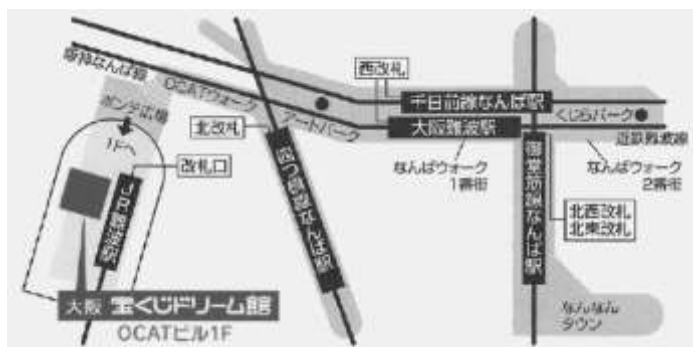 阪神なんば線
OCATウォーク
ポンテ広場
1Fへ
改札口
JR難波駅
大阪 宝くじドリーム館
OCATビル1F
北改札
アートパーク
四つ橋線なんば駅
西改札
千日前線なんば駅
大阪難波駅
なんばウォーク
1番街
くじらパーク
近鉄難波線
なんばウォーク
2番街
御堂筋線なんば駅
北西改札
北東改札
なんなん
タウン